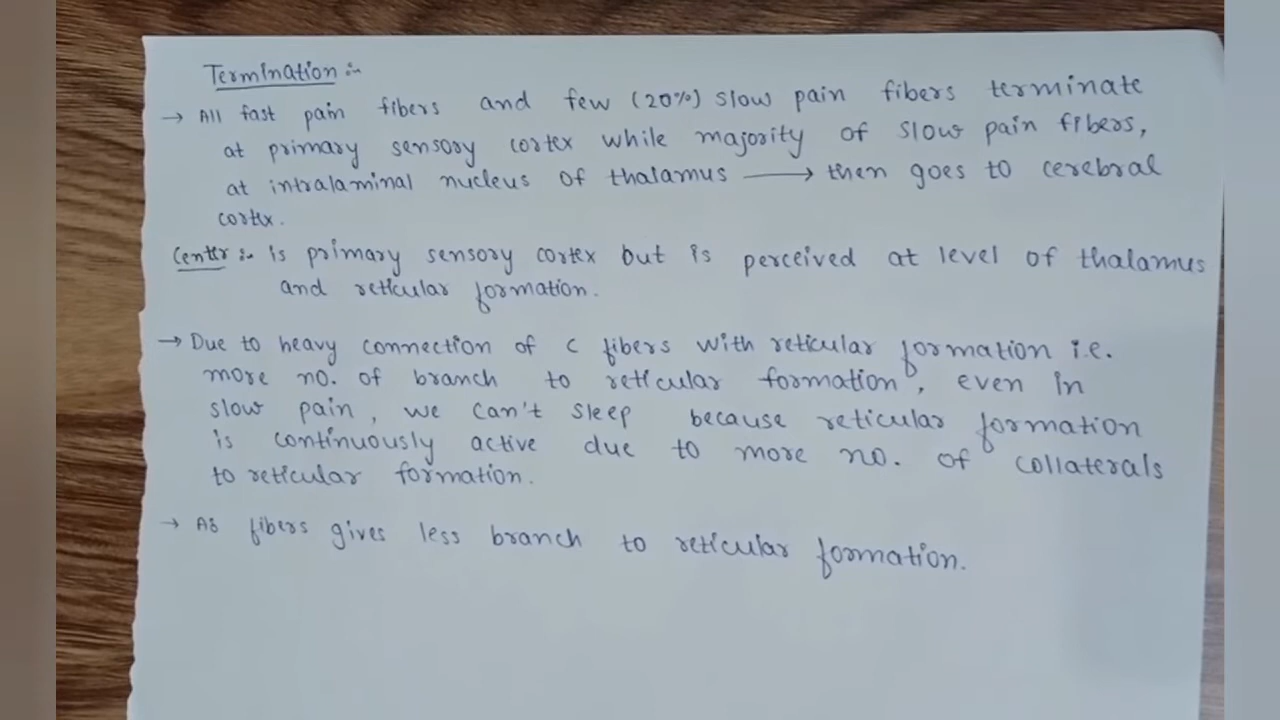 Termination :-
→ All fast pain fibers and few (20%) slow pain fibers terminate
at primary sensory cortex while majority of slow pain fibers,
at intralaminal nucleus of thalamus → then goes to cerebral
cortex.
Center :- is primary sensory cortex but is perceived at level of thalamus
and reticular formation.
→ Due to heavy connection of C fibers with reticular formation i.e.
more no. of branch to reticular formation, even in
slow pain, we can't sleep because reticular formation
is continuously active due to more no. of collaterals
to reticular formation.
→ Aδ fibers gives less branch to reticular formation.